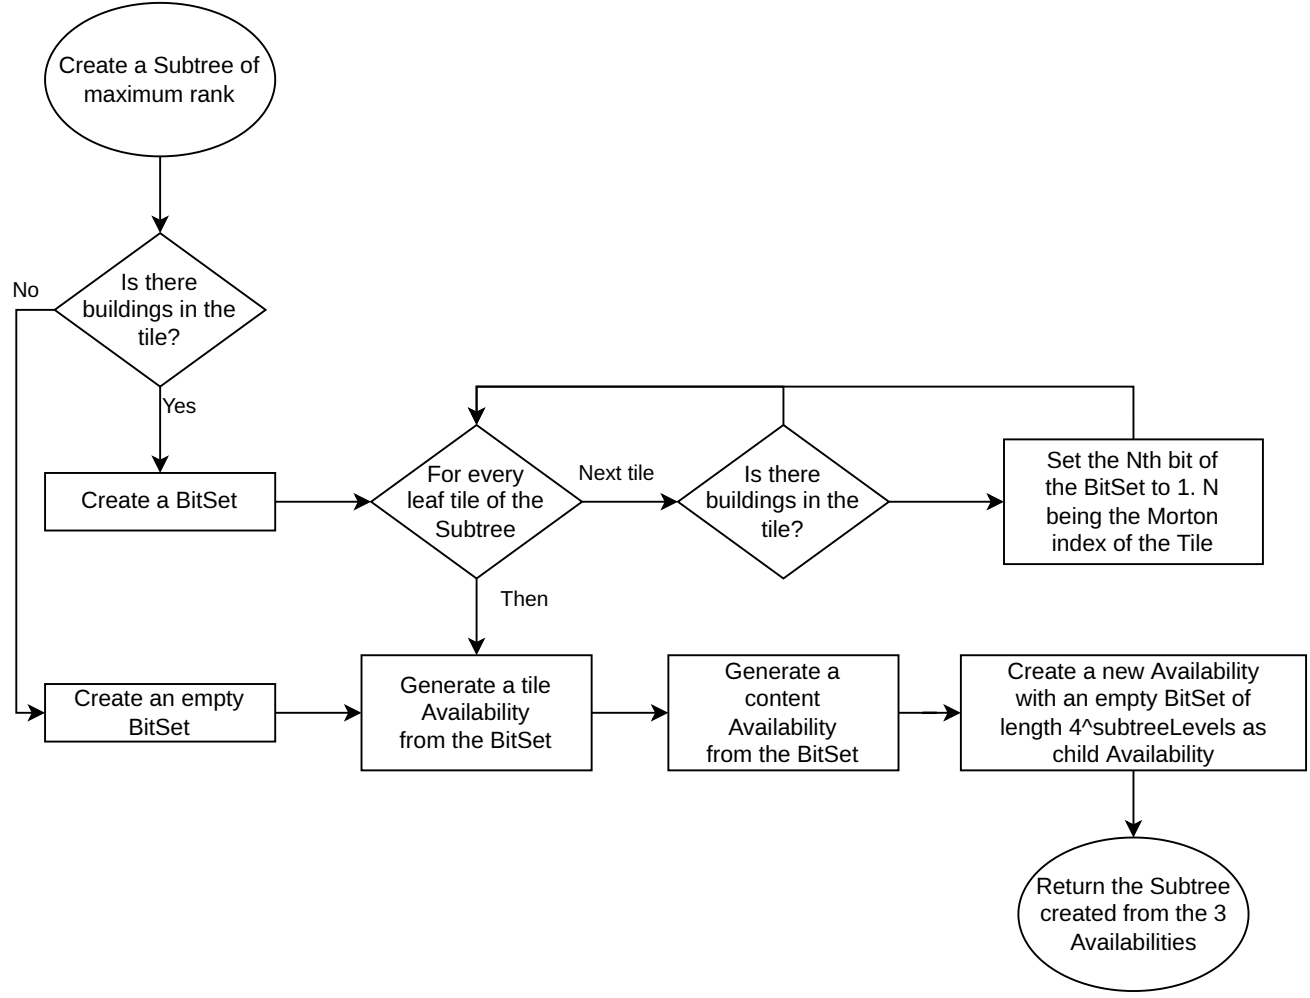 Create a Subtree of
maximum rank
Is there
buildings in the
tile?
No
Yes
Create a BitSet
For every
leaf tile of the
Subtree
Next tile
Is there
buildings in the
tile?
Set the Nth bit of
the BitSet to 1. N
being the Morton
index of the Tile
Then
Create an empty
BitSet
Generate a tile
Availability
from the BitSet
Generate a
content
Availability
from the BitSet
Create a new Availability
with an empty BitSet of
length 4^subtreeLevels as
child Availability
Return the Subtree
created from the 3
Availabilities